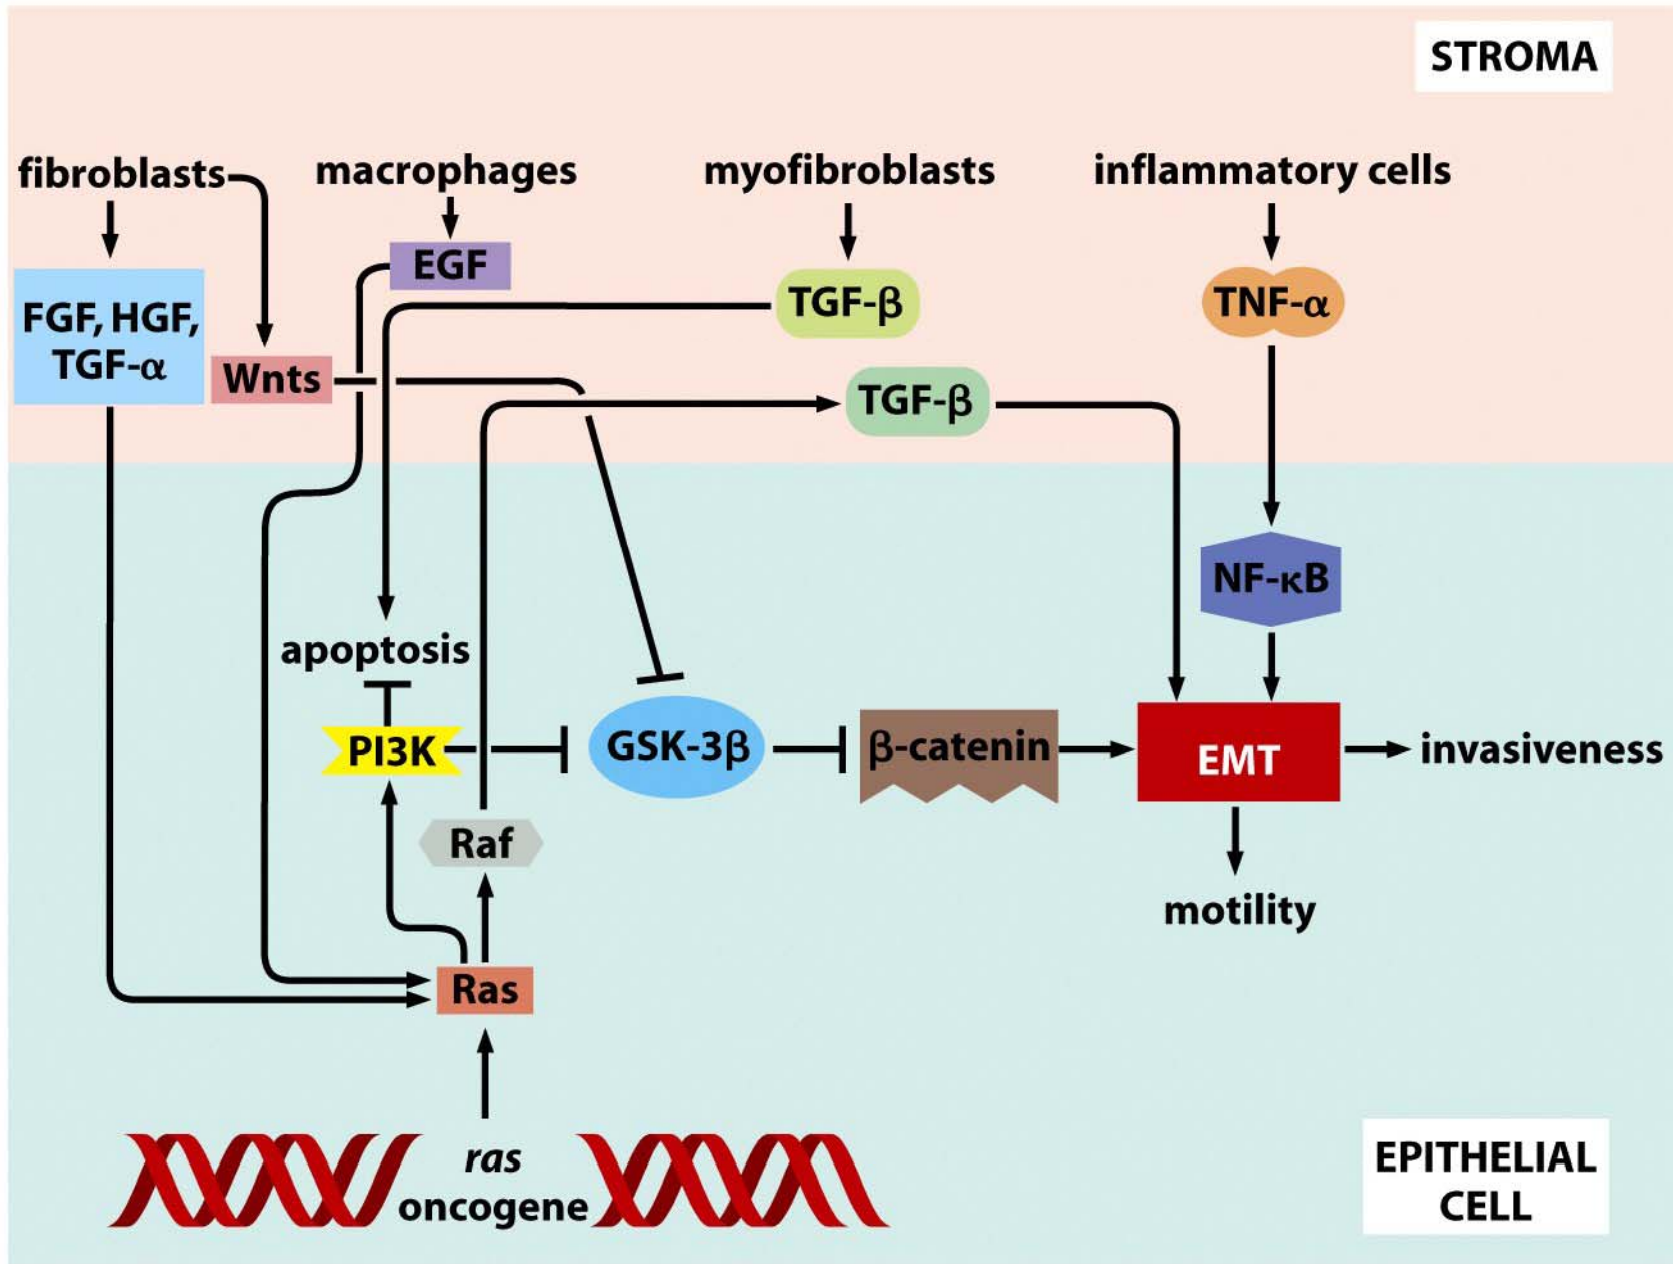 STROMA
fibroblasts
macrophages
myofibroblasts
inflammatory cells
EGF
FGF, HGF,
TGF-α
TGF-β
TNF-α
Wnts
TGF-β
NF-κB
apoptosis
PI3K
GSK-3β
β-catenin
EMT
invasiveness
Raf
motility
Ras
ras
oncogene
EPITHELIAL
CELL